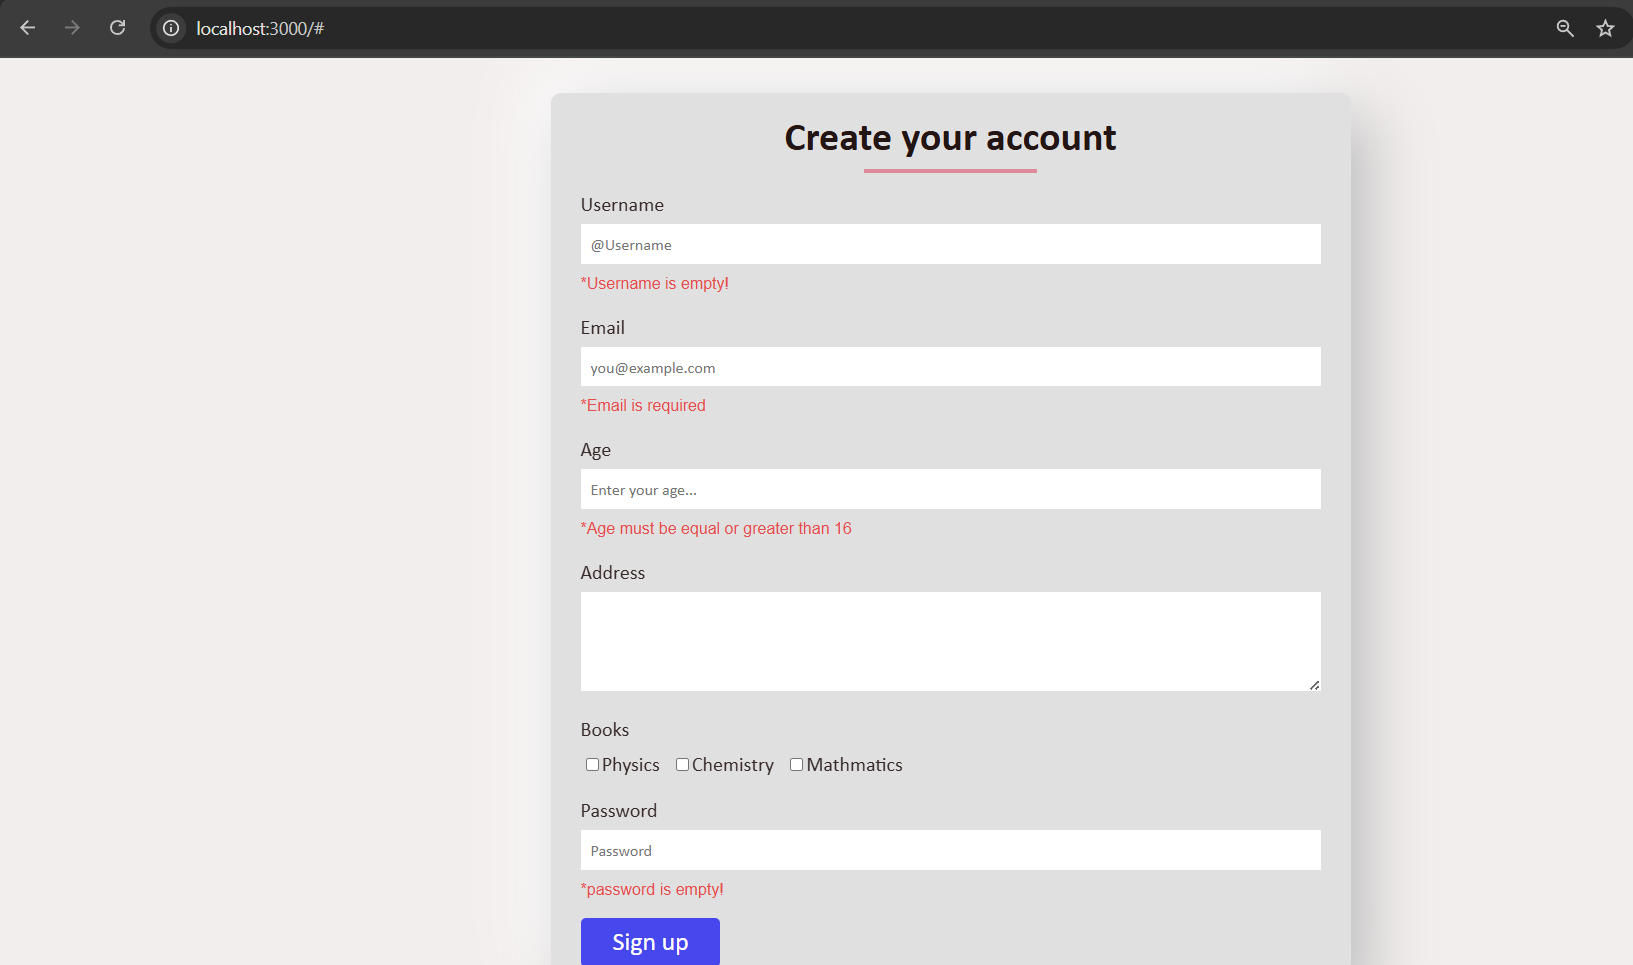 localhost:3000/#
Create your account
Username
@Username
*Username is empty!
Email
you@example.com
*Email is required
Age
Enter your age...
*Age must be equal or greater than 16
Address
Books
Physics Chemistry Mathmatics
Password
Password
*password is empty!
Sign up